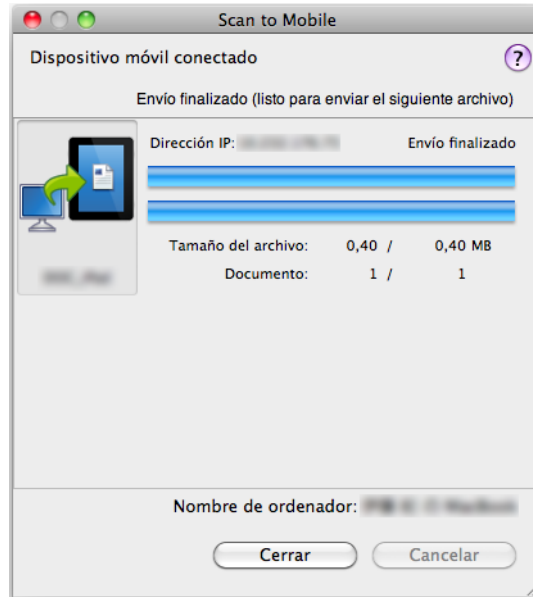 Scan to Mobile
Dispositivo móvil conectado ?
Envío finalizado (listo para enviar el siguiente archivo)
Dirección IP: Envío finalizado
Tamaño del archivo: 0,40 / 0,40 MB
Documento: 1 / 1
Nombre de ordenador:
Cerrar Cancelar